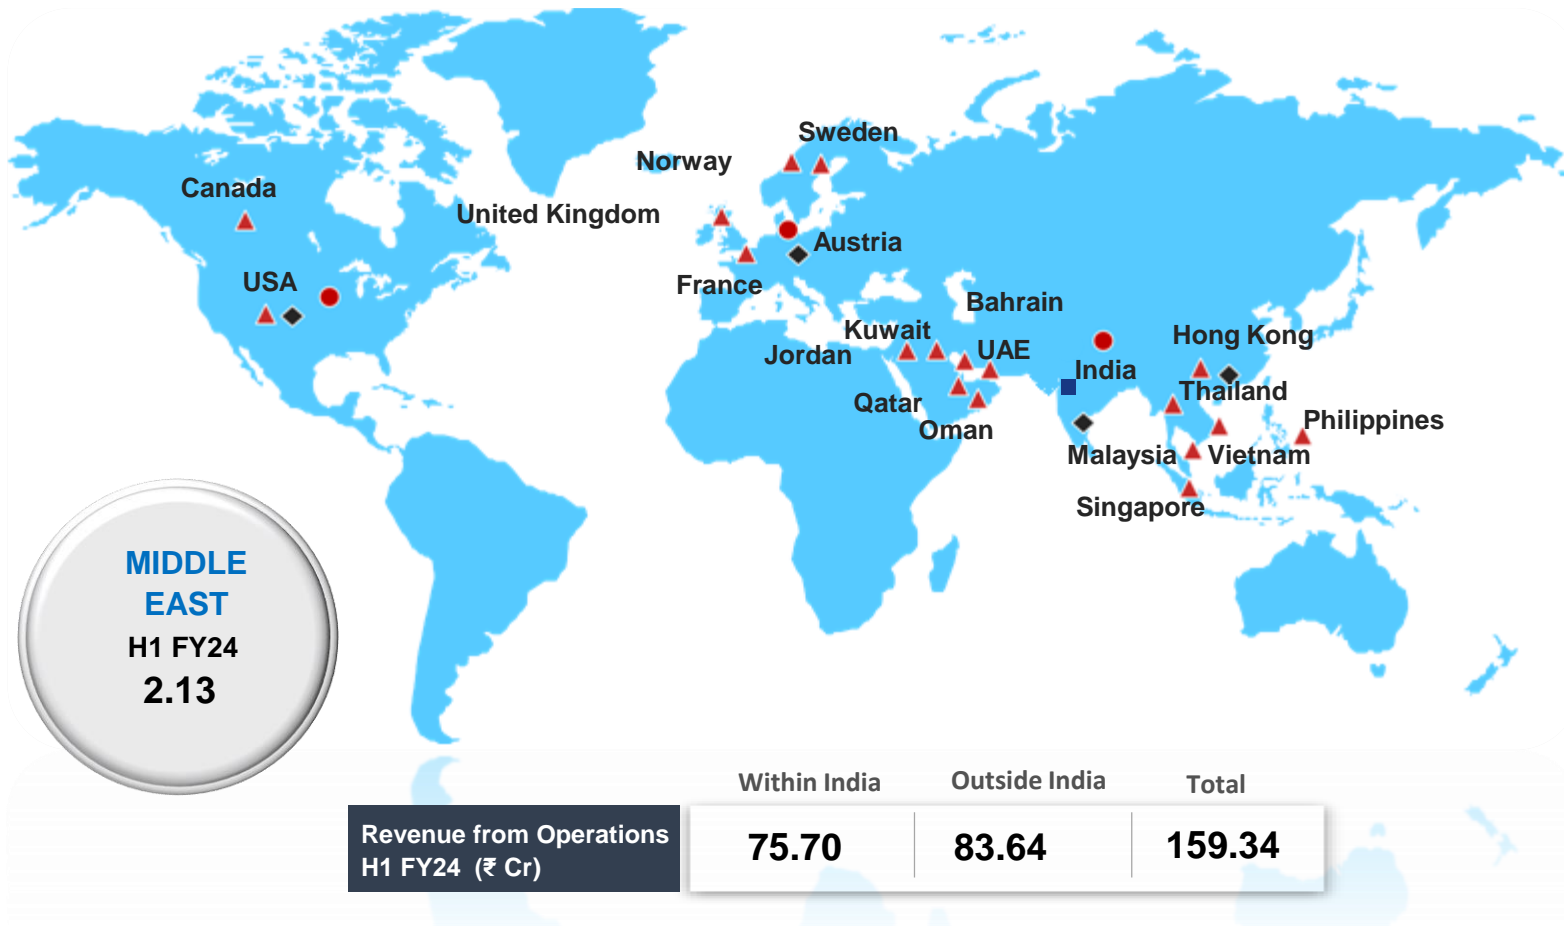 Sweden
Norway
Canada
United Kingdom
Austria
USA
France
Bahrain
Kuwait
Hong Kong
Jordan
UAE
India
Thailand
Qatar
Oman
Philippines
Malaysia
Vietnam
Singapore
MIDDLE
EAST
H1 FY24
2.13
Within India Outside India Total
Revenue from Operations
H1 FY24 (₹ Cr)
75.70 83.64 159.34